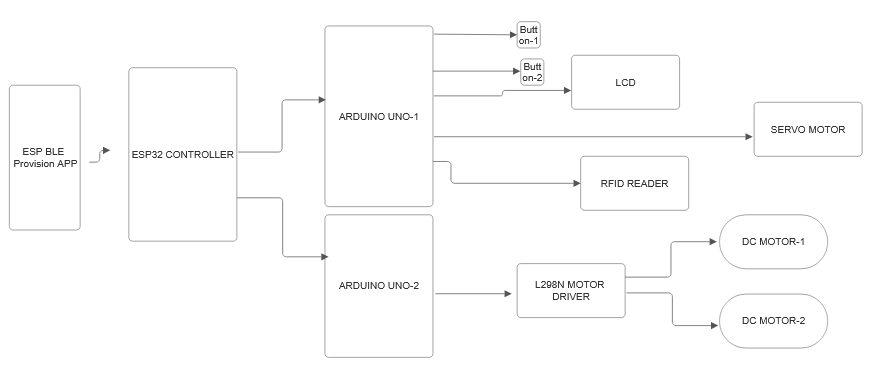 ESP BLE
Provision APP
ESP32 CONTROLLER
ARDUINO UNO-1
Butt
on-1
Butt
on-2
LCD
SERVO MOTOR
RFID READER
ARDUINO UNO-2
L298N MOTOR
DRIVER
DC MOTOR-1
DC MOTOR-2